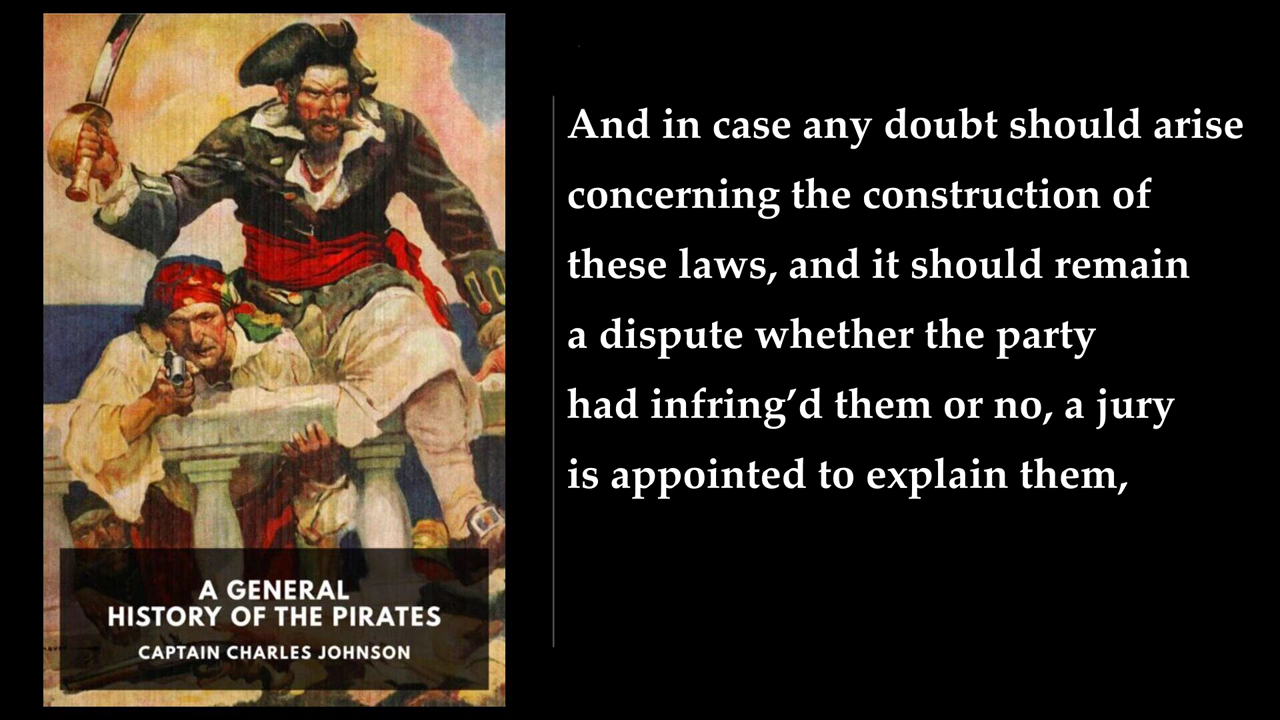 A GENERAL
HISTORY OF THE PIRATES
CAPTAIN CHARLES JOHNSON
And in case any doubt should arise
concerning the construction of
these laws, and it should remain
a dispute whether the party
had infring’d them or no, a jury
is appointed to explain them,